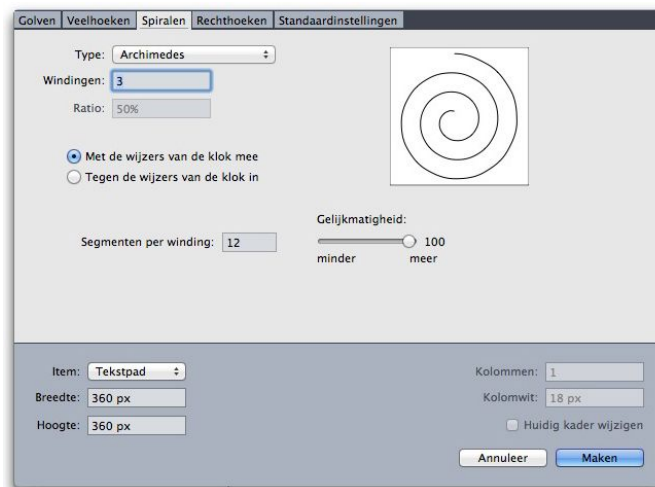 Golven Veelhoeken Spiralen Rechthoeken Standaardinstellingen
Type: Archimedes
Windingen: 3
Ratio: 50%
Met de wijzers van de klok mee
Tegen de wijzers van de klok in
Gelijkmatigheid:
Segmenten per winding: 12
100
minder meer
Item: Tekstpad
Kolommen: 1
Breedte: 360 px
Kolomwit: 18 px
Hoogte: 360 px
Huidig kader wijzigen
Annuleer Maken